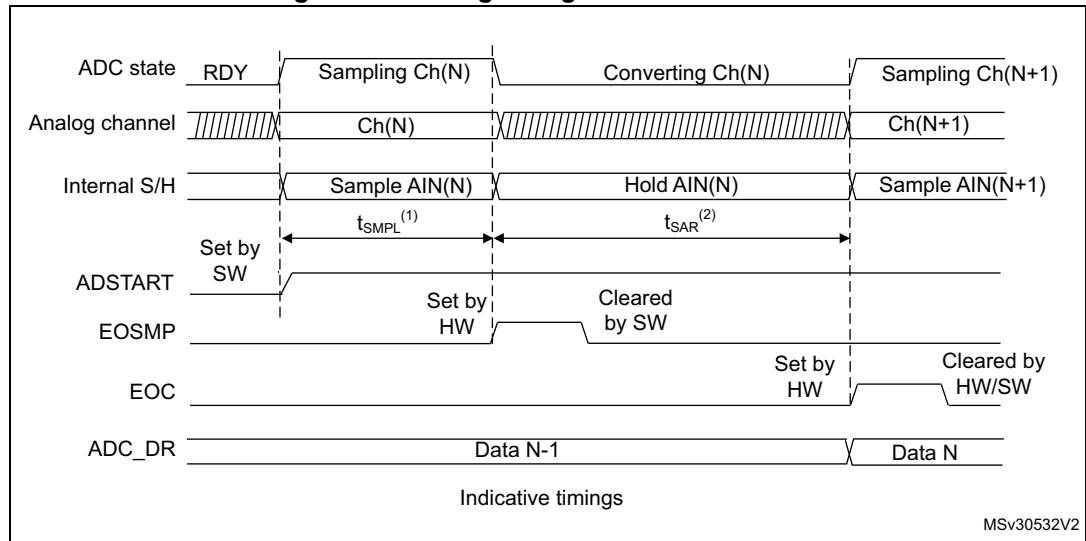 ADC state RDY Sampling Ch(N) Converting Ch(N) Sampling Ch(N+1)
Analog channel Ch(N) Ch(N+1)
Internal S/H Sample AIN(N) Hold AIN(N) Sample AIN(N+1)
tSMPL(1) tSAR(2)
Set by
SW
ADSTART
Set by
HW
Cleared
by SW
EOSMP
Set by
HW
Cleared by
HW/SW
EOC
ADC_DR Data N-1 Data N
Indicative timings
MSv30532V2